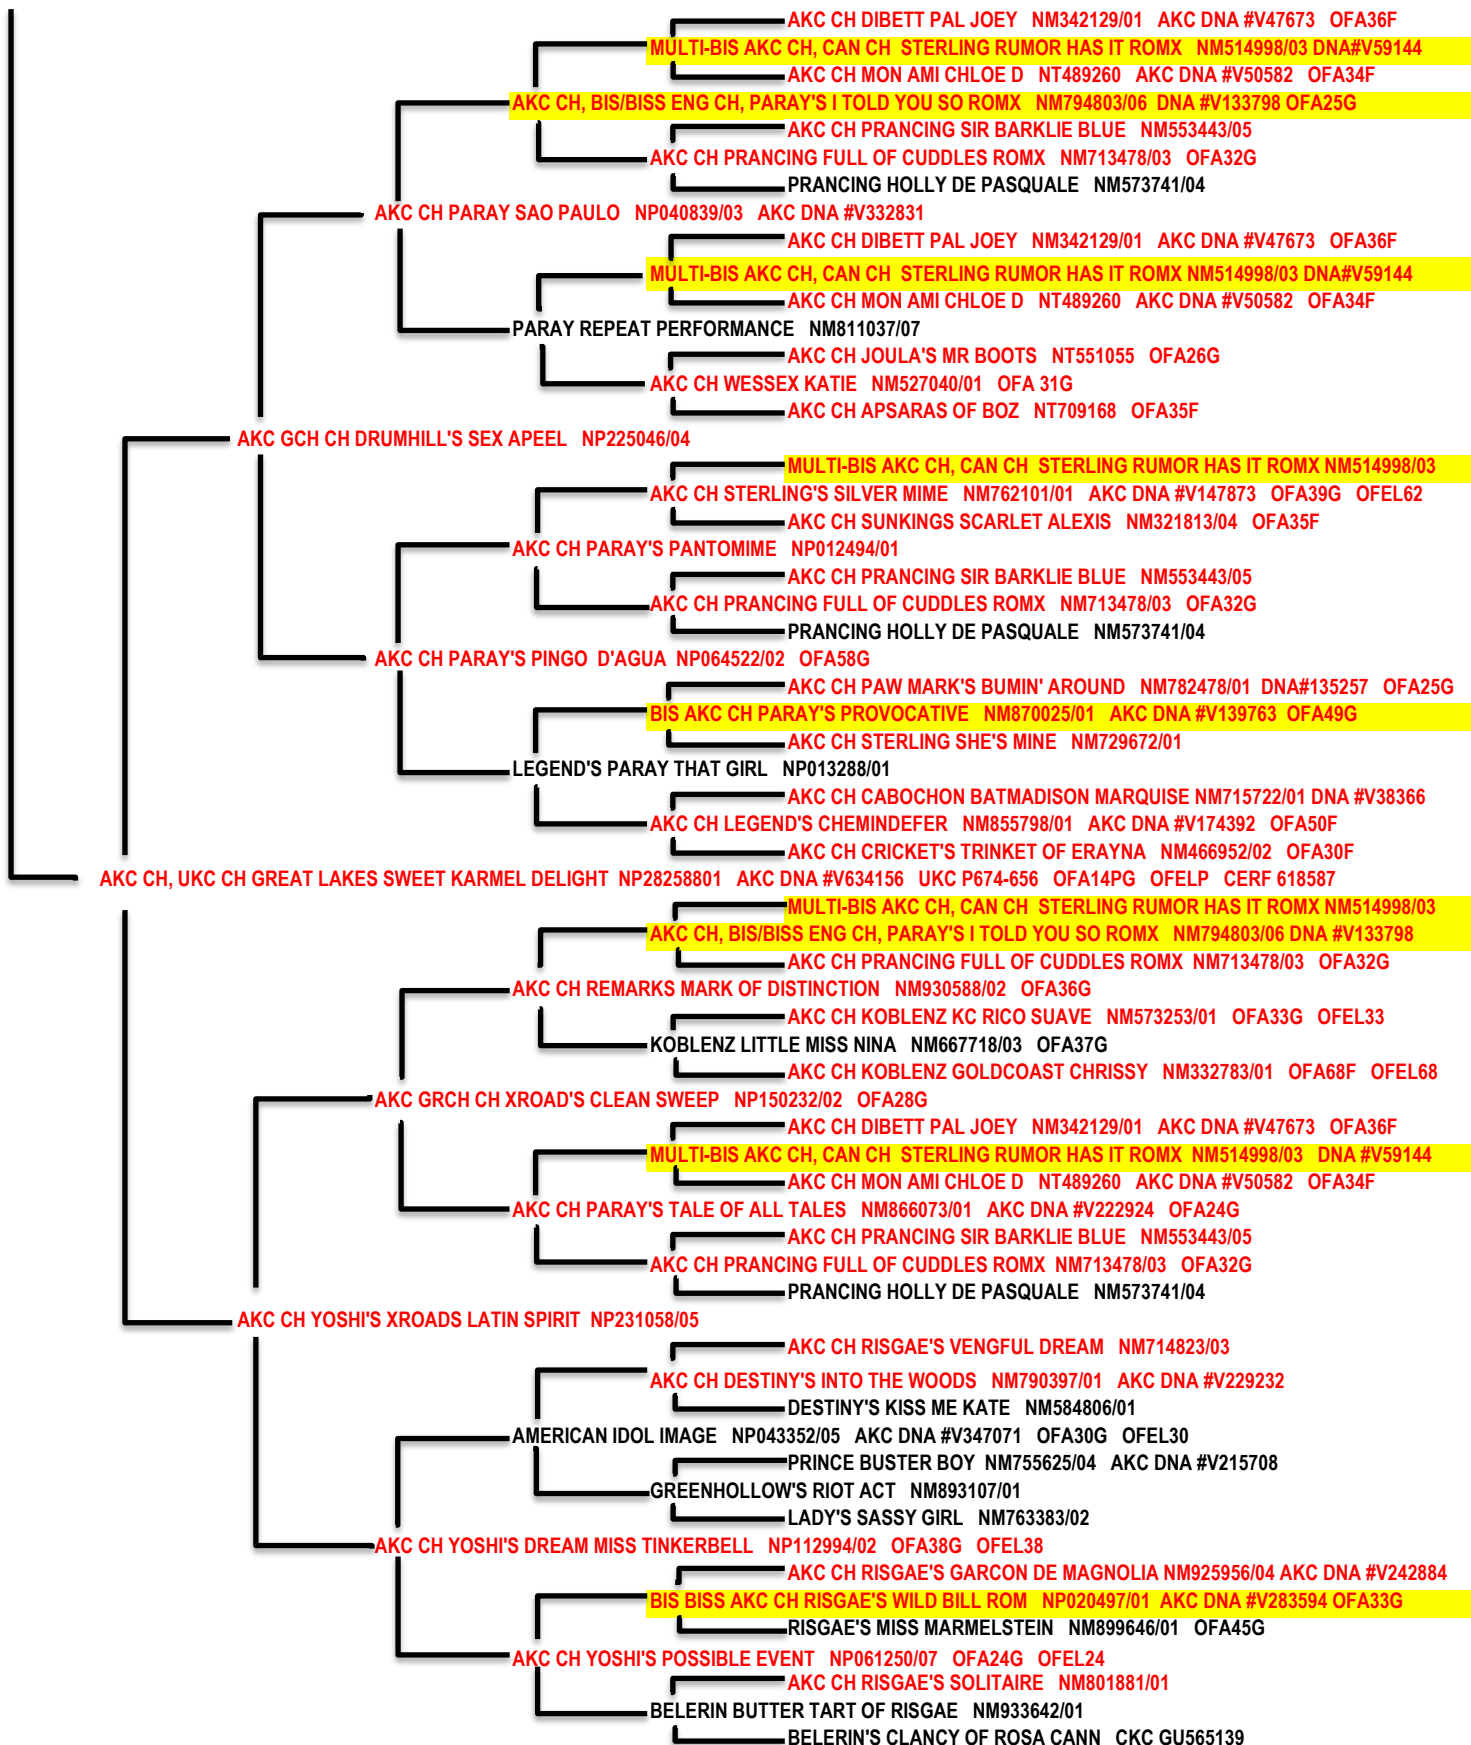 AKC CH DIBETT PAL JOEY NM342129/01 AKC DNA #V47673 OFA36F
MULTI-BIS AKC CH, CAN CH STERLING RUMOR HAS IT ROMX NM514998/03 DNA#V59144
AKC CH MON AMI CHLOE D NT489260 AKC DNA #V50582 OFA34F
AKC CH, BIS/BISS ENG CH, PARAY'S I TOLD YOU SO ROMX NM794803/06 DNA #V133798 OFA25G
AKC CH PRANCING SIR BARKLIE BLUE NM553443/05
AKC CH PRANCING FULL OF CUDDLES ROMX NM713478/03 OFA32G
PRANCING HOLLY DE PASQUALE NM573741/04
AKC CH PARAY SAO PAULO NP040839/03 AKC DNA #V332831
AKC CH DIBETT PAL JOEY NM342129/01 AKC DNA #V47673 OFA36F
MULTI-BIS AKC CH, CAN CH STERLING RUMOR HAS IT ROMX NM514998/03 DNA#V59144
AKC CH MON AMI CHLOE D NT489260 AKC DNA #V50582 OFA34F
PARAY REPEAT PERFORMANCE NM811037/07
AKC CH JOULA'S MR BOOTS NT551055 OFA26G
AKC CH WESSEX KATIE NM527040/01 OFA 31G
AKC CH APSARAS OF BOZ NT709168 OFA35F
AKC GCH CH DRUMHILL'S SEX APEEL NP225046/04
MULTI-BIS AKC CH, CAN CH STERLING RUMOR HAS IT ROMX NM514998/03
AKC CH STERLING'S SILVER MIME NM762101/01 AKC DNA #V147873 OFA39G OFEL62
AKC CH SUNKINGS SCARLET ALEXIS NM321813/04 OFA35F
AKC CH PARAY'S PANTOMIME NP012494/01
AKC CH PRANCING SIR BARKLIE BLUE NM553443/05
AKC CH PRANCING FULL OF CUDDLES ROMX NM713478/03 OFA32G
PRANCING HOLLY DE PASQUALE NM573741/04
AKC CH PARAY'S PINGO D'AGUA NP064522/02 OFA58G
AKC CH PAW MARK'S BUMIN' AROUND NM782478/01 DNA#135257 OFA25G
BIS AKC CH PARAY'S PROVOCATIVE NM870025/01 AKC DNA #V139763 OFA49G
AKC CH STERLING SHE'S MINE NM729672/01
LEGEND'S PARAY THAT GIRL NP013288/01
AKC CH CABOCHON BATMADISON MARQUISE NM715722/01 DNA #V38366
AKC CH LEGEND'S CHEMINDEFER NM855798/01 AKC DNA #V174392 OFA50F
AKC CH CRICKET'S TRINKET OF ERAYNA NM466952/02 OFA30F
AKC CH, UKC CH GREAT LAKES SWEET KARMEL DELIGHT NP28258801 AKC DNA #V634156 UKC P674-656 OFA14PG OFELP CERF 618587
MULTI-BIS AKC CH, CAN CH STERLING RUMOR HAS IT ROMX NM514998/03
AKC CH, BIS/BISS ENG CH, PARAY'S I TOLD YOU SO ROMX NM794803/06 DNA #V133798
AKC CH PRANCING FULL OF CUDDLES ROMX NM713478/03 OFA32G
AKC CH REMARKS MARK OF DISTINCTION NM930588/02 OFA36G
AKC CH KOBLENZ KC RICO SUAVE NM573253/01 OFA33G OFEL33
KOBLENZ LITTLE MISS NINA NM667718/03 OFA37G
AKC CH KOBLENZ GOLDCOAST CHRISSY NM332783/01 OFA68F OFEL68
AKC GRCH CH XROAD'S CLEAN SWEEP NP150232/02 OFA28G
AKC CH DIBETT PAL JOEY NM342129/01 AKC DNA #V47673 OFA36F
MULTI-BIS AKC CH, CAN CH STERLING RUMOR HAS IT ROMX NM514998/03 DNA #V59144
AKC CH MON AMI CHLOE D NT489260 AKC DNA #V50582 OFA34F
AKC CH PARAY'S TALE OF ALL TALES NM866073/01 AKC DNA #V222924 OFA24G
AKC CH PRANCING SIR BARKLIE BLUE NM553443/05
AKC CH PRANCING FULL OF CUDDLES ROMX NM713478/03 OFA32G
PRANCING HOLLY DE PASQUALE NM573741/04
AKC CH YOSHI'S XROADS LATIN SPIRIT NP231058/05
AKC CH RISGAE'S VENGFUL DREAM NM714823/03
AKC CH DESTINY'S INTO THE WOODS NM790397/01 AKC DNA #V229232
DESTINY'S KISS ME KATE NM584806/01
AMERICAN IDOL IMAGE NP043352/05 AKC DNA #V347071 OFA30G OFEL30
PRINCE BUSTER BOY NM755625/04 AKC DNA #V215708
GREENHOLLOW'S RIOT ACT NM893107/01
LADY'S SASSY GIRL NM763383/02
AKC CH YOSHI'S DREAM MISS TINKERBELL NP112994/02 OFA38G OFEL38
AKC CH RISGAE'S GARCON DE MAGNOLIA NM925956/04 AKC DNA #V242884
BIS BISS AKC CH RISGAE'S WILD BILL ROM NP020497/01 AKC DNA #V283594 OFA33G
RISGAE'S MISS MARMELSTEIN NM899646/01 OFA45G
AKC CH YOSHI'S POSSIBLE EVENT NP061250/07 OFA24G OFEL24
AKC CH RISGAE'S SOLITAIRE NM801881/01
BELERIN BUTTER TART OF RISGAE NM933642/01
BELERIN'S CLANCY OF ROSA CANN CKC GU565139